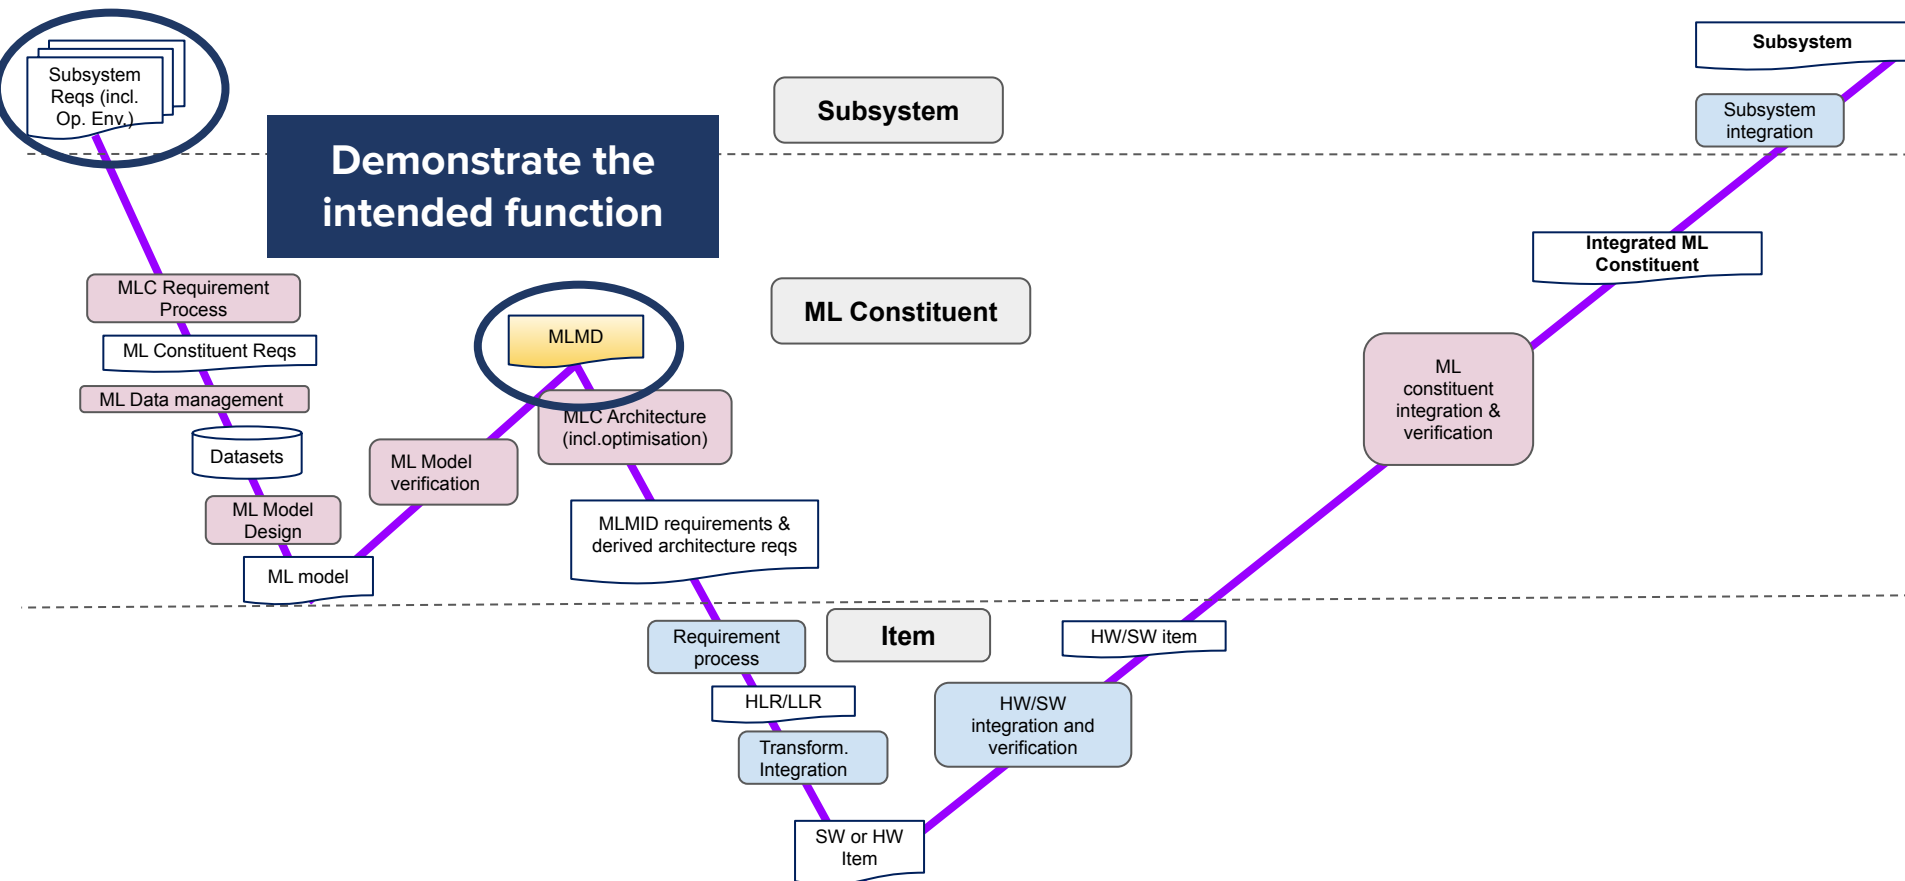 Subsystem
Reqs (incl.
Op. Env.)
Demonstrate the
intended function
Subsystem
Subsystem
Subsystem
integration
MLC Requirement
Process
ML Constituent Reqs
ML Data management
Datasets
ML Model
Design
ML model
ML Model
verification
MLMD
MLC Architecture
(incl.optimisation)
MLMID requirements &
derived architecture reqs
ML Constituent
Integrated ML
Constituent
ML
constituent
integration &
verification
Requirement
process
Item
HLR/LLR
Transform.
Integration
SW or HW
Item
HW/SW
integration and
verification
HW/SW item